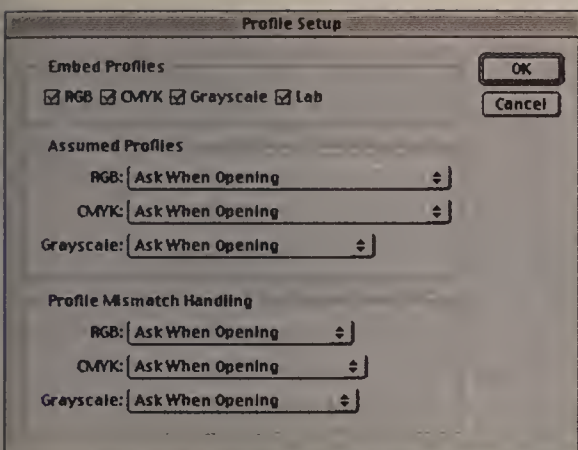 Profile Setup
Embed Profiles
RGB CMYK Grayscale Lab
OK
Cancel
Assumed Profiles
RGB: Ask When Opening
CMYK: Ask When Opening
Grayscale: Ask When Opening
Profile Mismatch Handling
RGB: Ask When Opening
CMYK: Ask When Opening
Grayscale: Ask When Opening